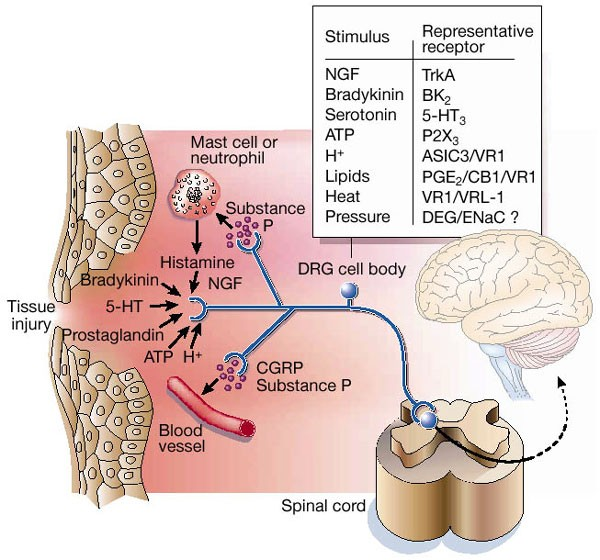 Stimulus Representative receptor
NGF TrkA
Bradykinin BK₂
Serotonin 5-HT₃
ATP P2X₃
H⁺ ASIC3/VR1
Lipids PGE₂/CB1/VR1
Heat VR1/VRL-1
Pressure DEG/ENaC ?
Mast cell or
neutrophil
Substance
P
Histamine
NGF
DRG cell body
Bradykinin
5-HT
Tissue
injury
Prostaglandin
ATP H⁺
CGRP
Substance P
Blood
vessel
Spinal cord